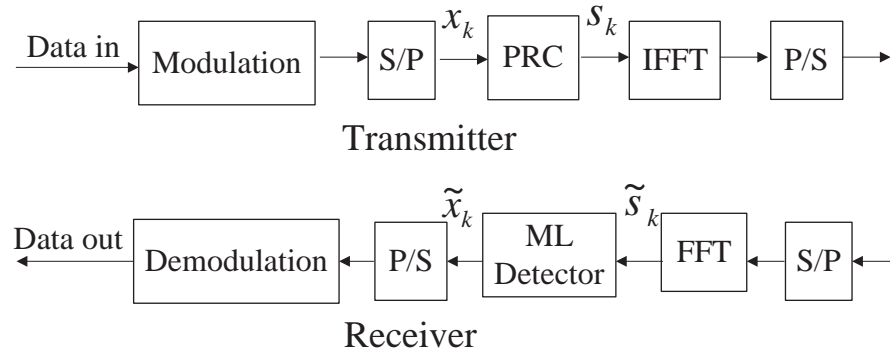 Data in
Modulation
S/P
x_k
PRC
s_k
IFFT
P/S
Transmitter
Data out
Demodulation
P/S
x̃_k
ML
Detector
s̃_k
FFT
S/P
Receiver